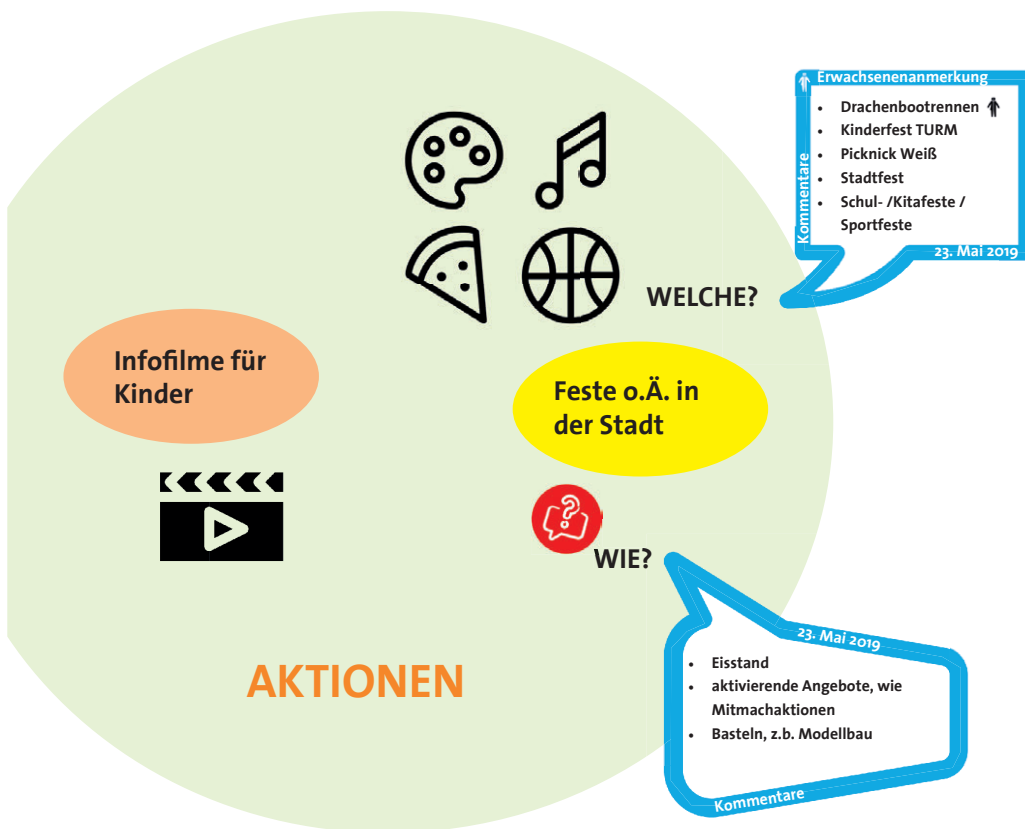 Erwachsenenanmerkung
• Drachenbootrennen
• Kinderfest TURM
• Picknick Weiß
• Stadtfest
• Schul- /Kitafeste /
Sportfeste
Kommentare
23. Mai 2019
WELCHE?
Infofilme für
Kinder
Feste o.Ä. in
der Stadt
WIE?
AKTIONEN
23. Mai 2019
• Eisstand
• aktivierende Angebote, wie
Mitmachaktionen
• Basteln, z.b. Modellbau
Kommentare